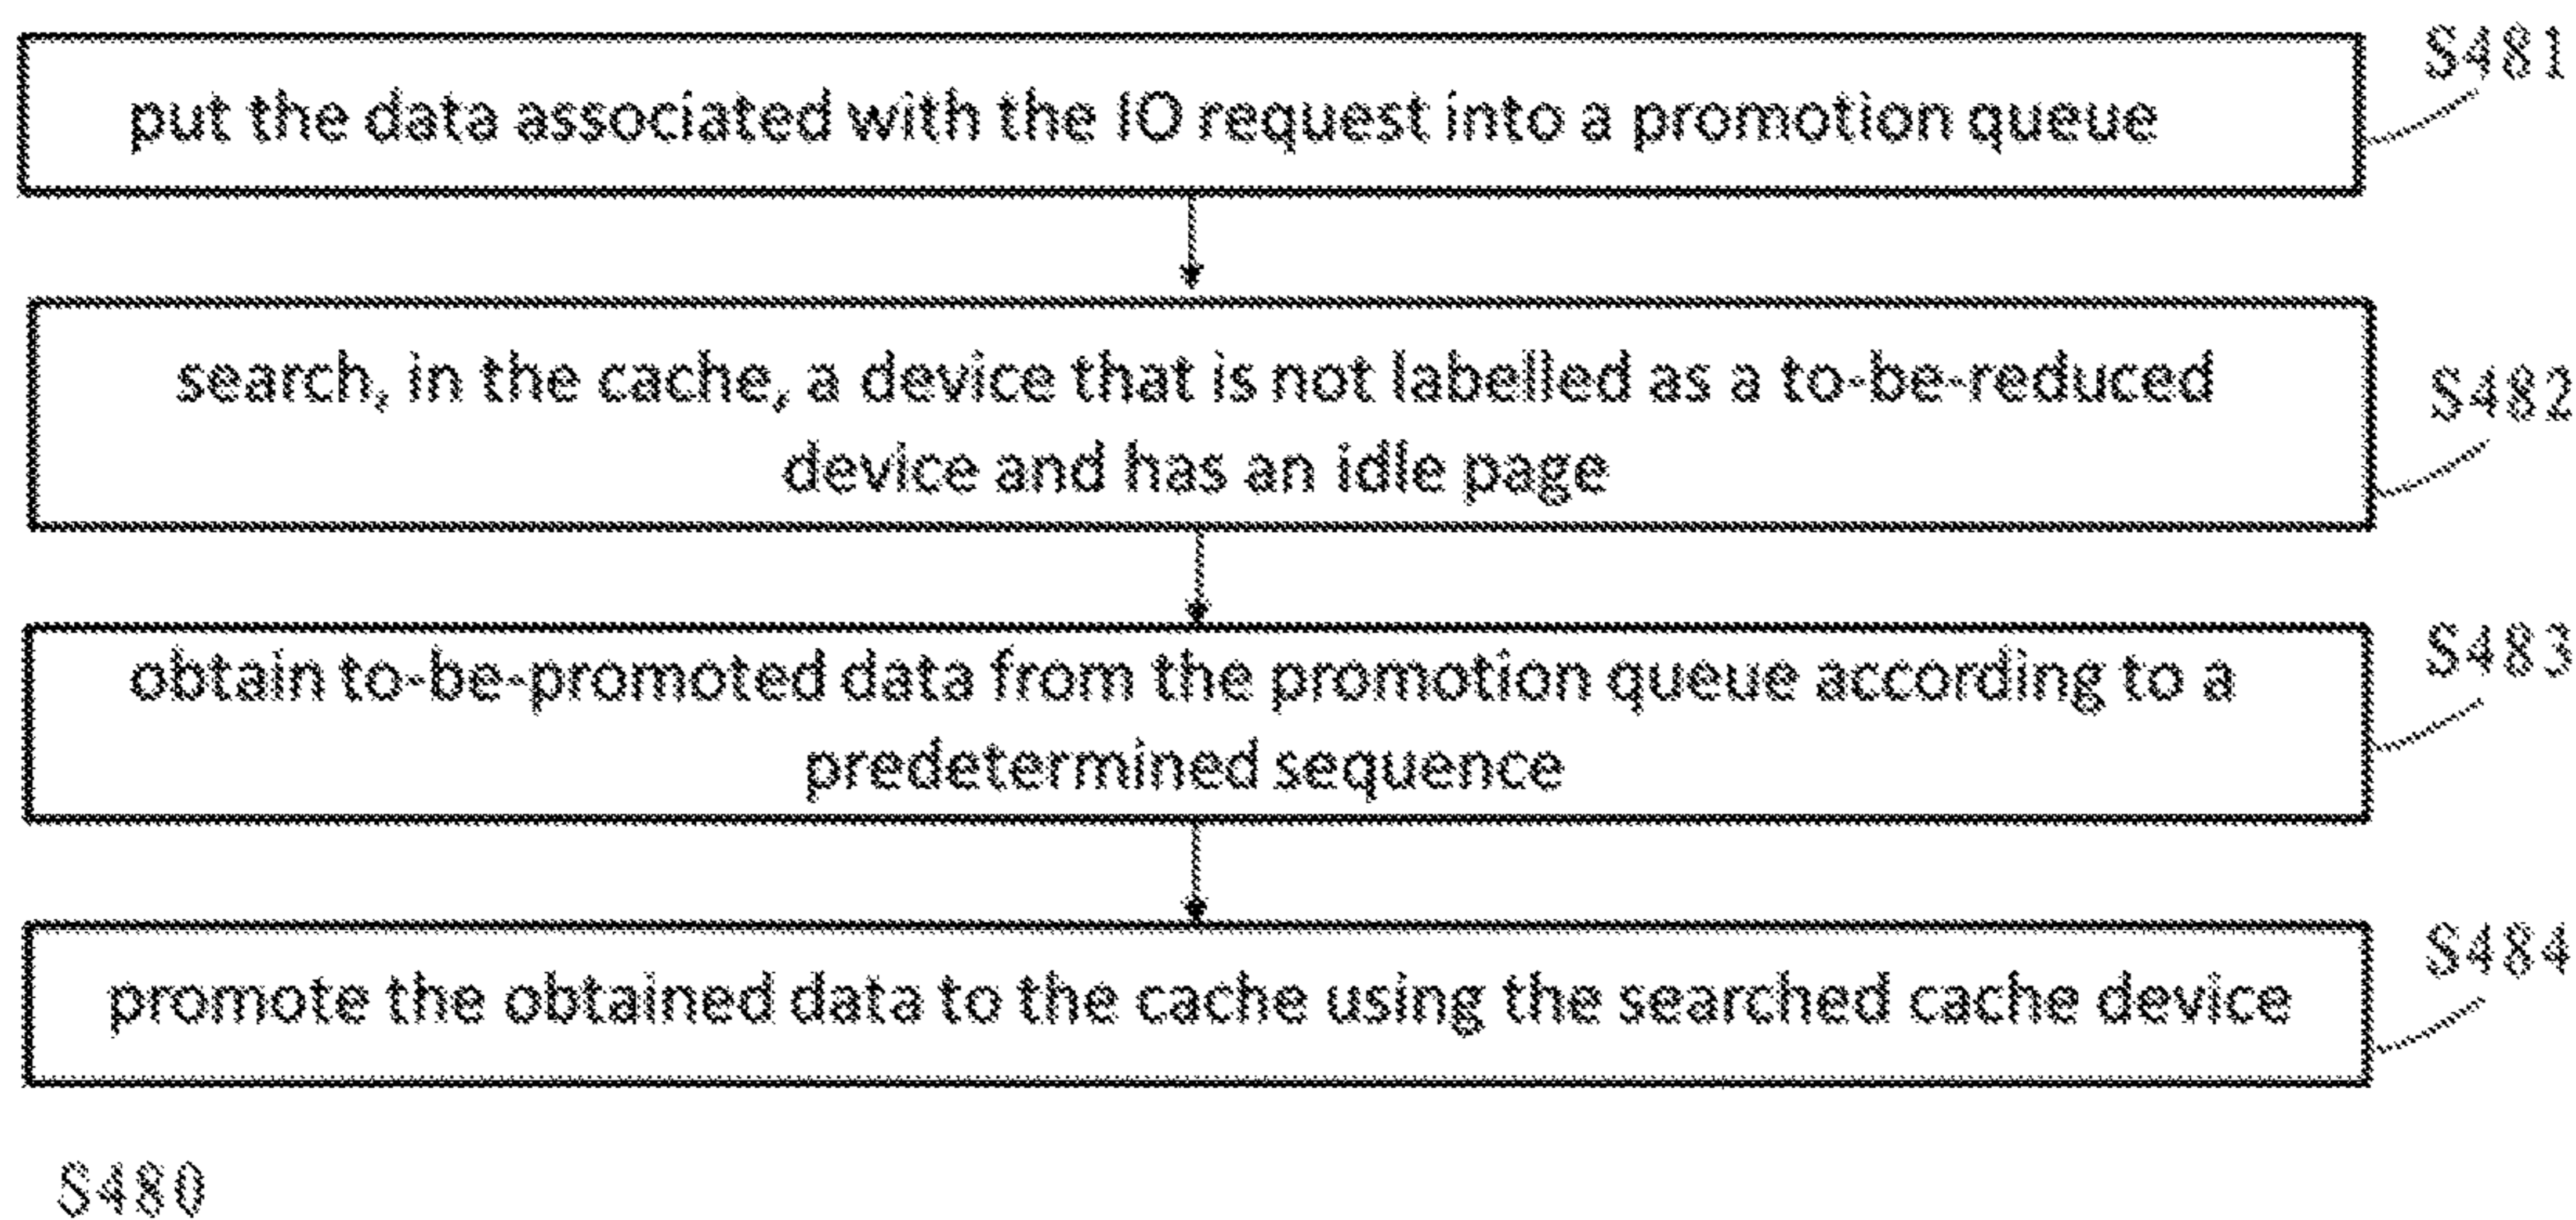 S481
put the data associated with the IO request into a promotion queue
search, in the cache, a device that is not labelled as a to-be-reduced
S482
device and has an idle page
S483
obtain to-be-promoted data from the promotion queue according to a
predetermined sequence
S484
promote the obtained data to the cache using the searched cache device
S480